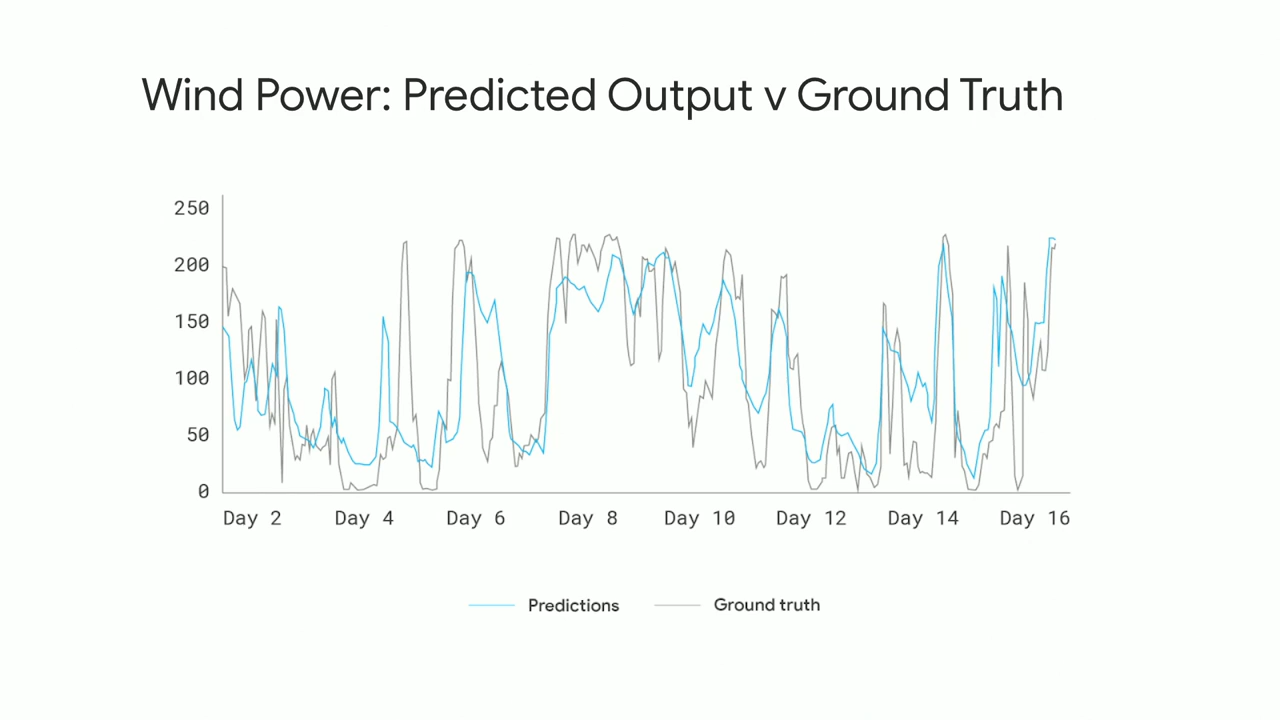 Wind Power: Predicted Output v Ground Truth
250
200
150
100
50
0
Day 2 Day 4 Day 6 Day 8 Day 10 Day 12 Day 14 Day 16
Predictions Ground truth